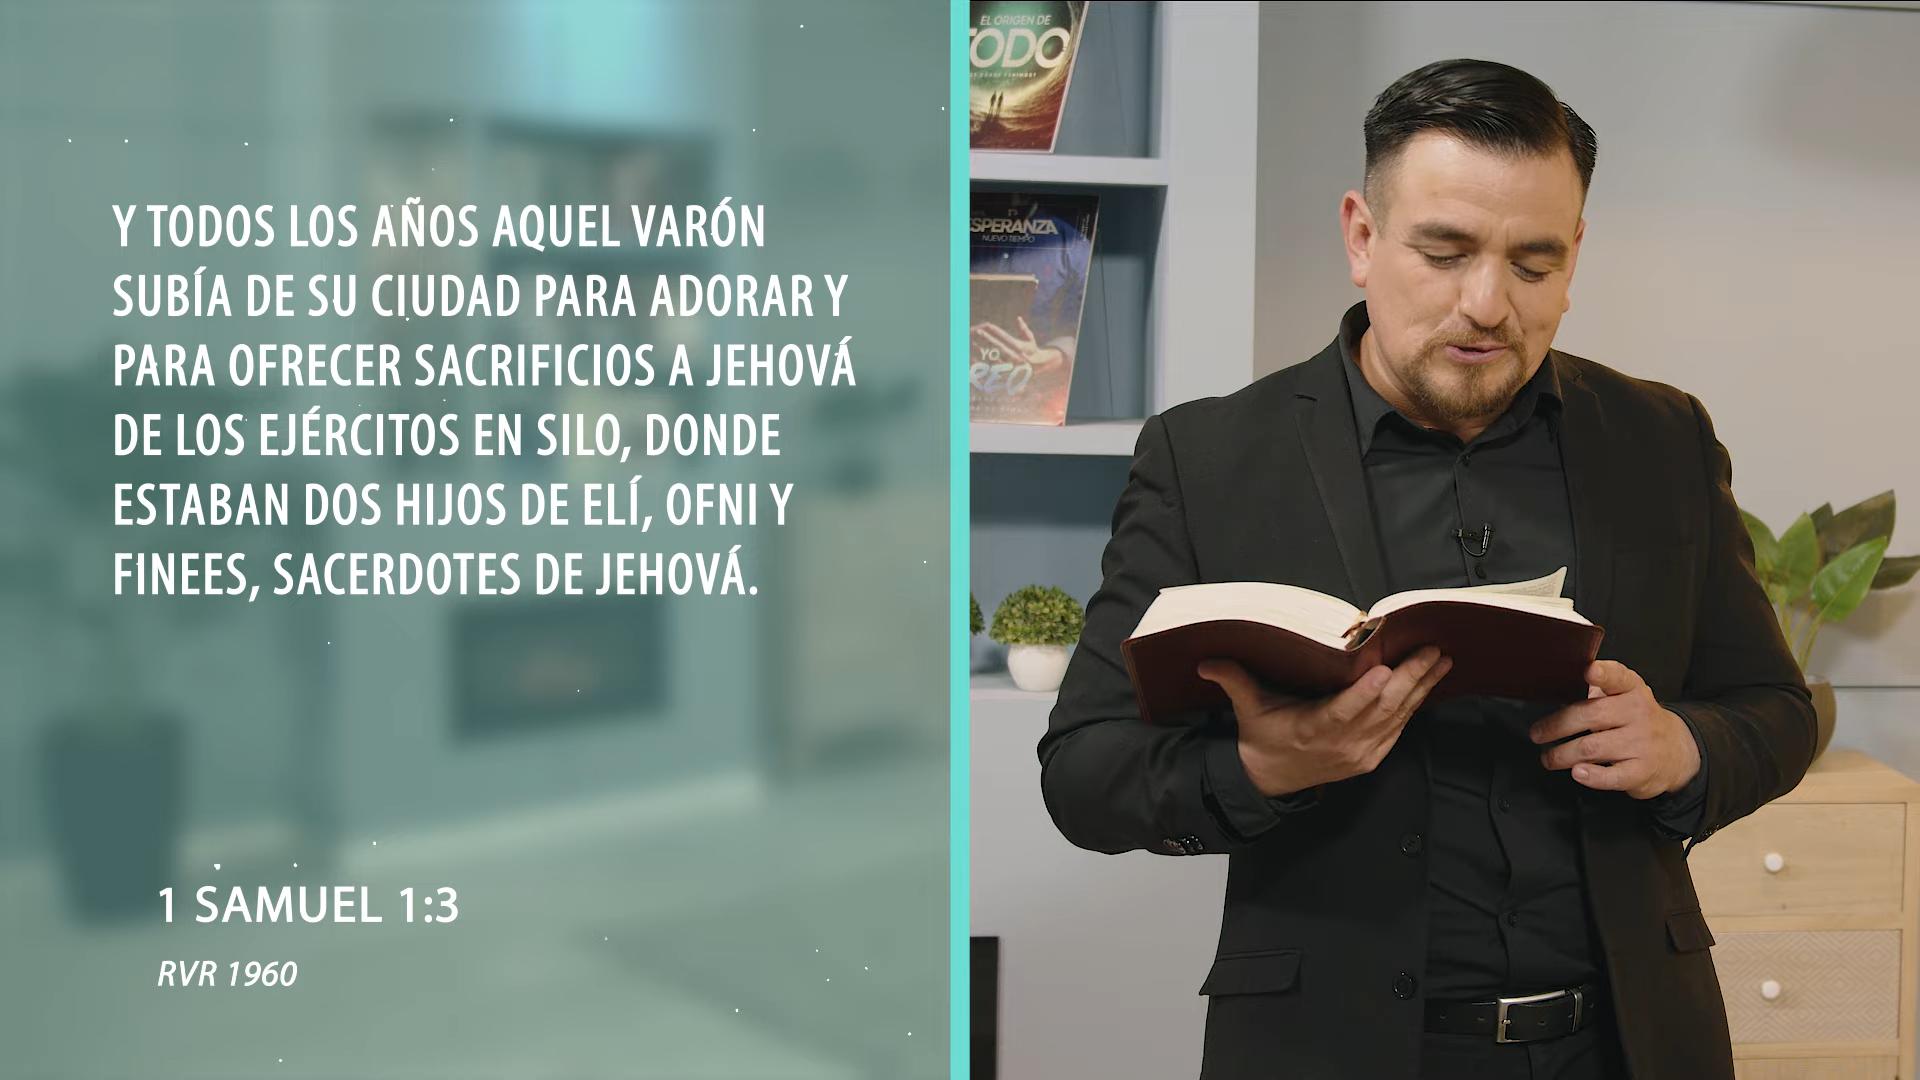 Y TODOS LOS AÑOS AQUEL VARÓN
SUBÍA DE SU CIUDAD PARA ADORAR Y
PARA OFRECER SACRIFICIOS A JEHOVÁ
DE LOS EJÉRCITOS EN SILO, DONDE
ESTABAN DOS HIJOS DE ELÍ, OFNI Y
FINEES, SACERDOTES DE JEHOVÁ.
1 SAMUEL 1:3
RVR 1960
EL ORIGEN DE
TODO
ESPERANZA
NUEVO TIEMPO
YO